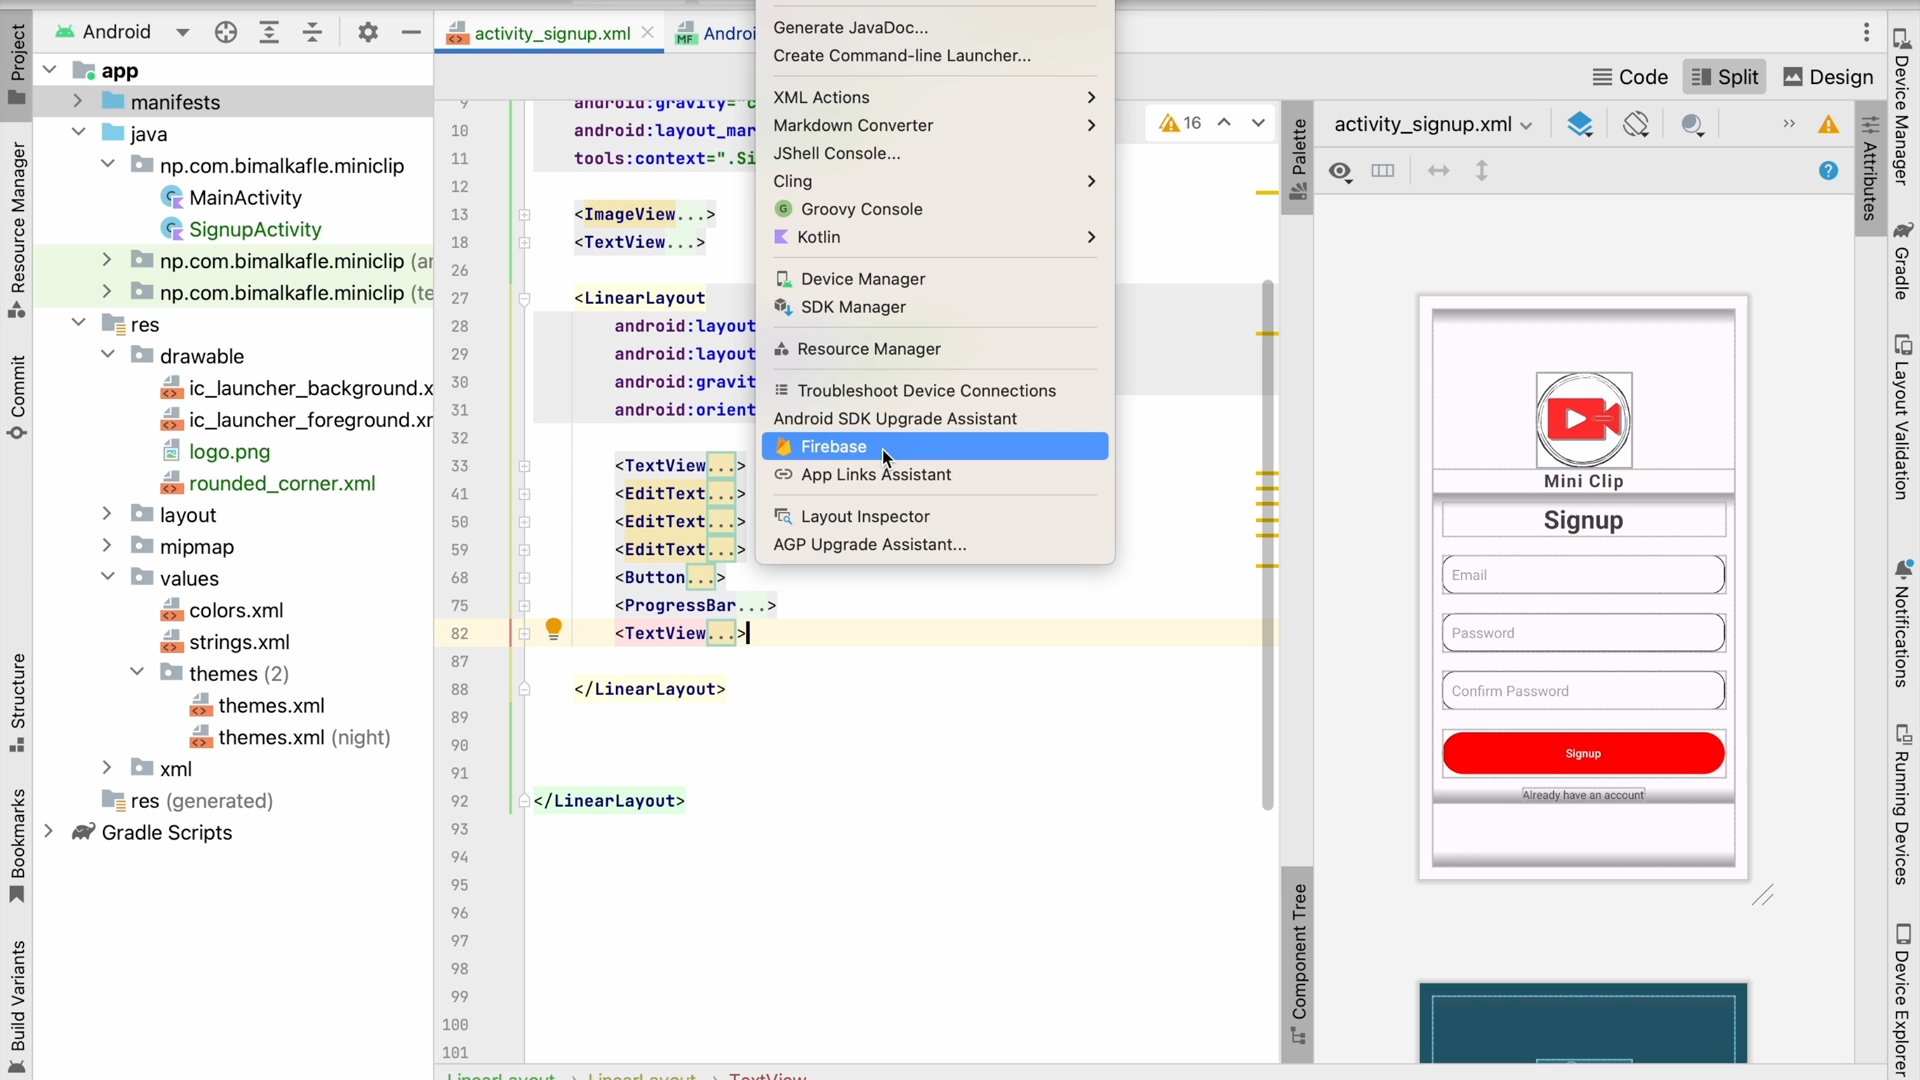 Project
Resource Manager
Commit
Structure
Bookmarks
Build Variants
Android
app
manifests
java
np.com.bimalkafle.miniclip
MainActivity
SignupActivity
np.com.bimalkafle.miniclip (ar
np.com.bimalkafle.miniclip (te
res
drawable
ic_launcher_background.x
ic_launcher_foreground.xr
logo.png
rounded_corner.xml
layout
mipmap
values
colors.xml
strings.xml
themes (2)
themes.xml
themes.xml (night)
xml
res (generated)
Gradle Scripts
activity_signup.xml
MF Androi
Code
Split
Design
16
9 android:gravity="c
10 android:layout_mar
11 tools:context=".Si
12
13 <ImageView...>
18 <TextView...>
26
27 <LinearLayout
28 android:layout
29 android:layout
30 android:gravit
31 android:orient
32
33 <TextView...>
41 <EditText...>
50 <EditText...>
59 <EditText...>
68 <Button...>
75 <ProgressBar...>
82 <TextView...>
87
88 </LinearLayout>
89
90
91
92 </LinearLayout>
93
94
95
96
97
98
99
100
101
LinearLayout
LinearLayout
TextView
Generate JavaDoc...
Create Command-line Launcher...
XML Actions
Markdown Converter
JShell Console...
Cling
G Groovy Console
Kotlin
Device Manager
SDK Manager
Resource Manager
Troubleshoot Device Connections
Android SDK Upgrade Assistant
Firebase
App Links Assistant
Layout Inspector
AGP Upgrade Assistant...
Palette
Component Tree
activity_signup.xml
?
Mini Clip
Signup
Email
Password
Confirm Password
Signup
Already have an account
Attributes
Device Manager
Gradle
Layout Validation
Notifications
Running Devices
Device Explorer